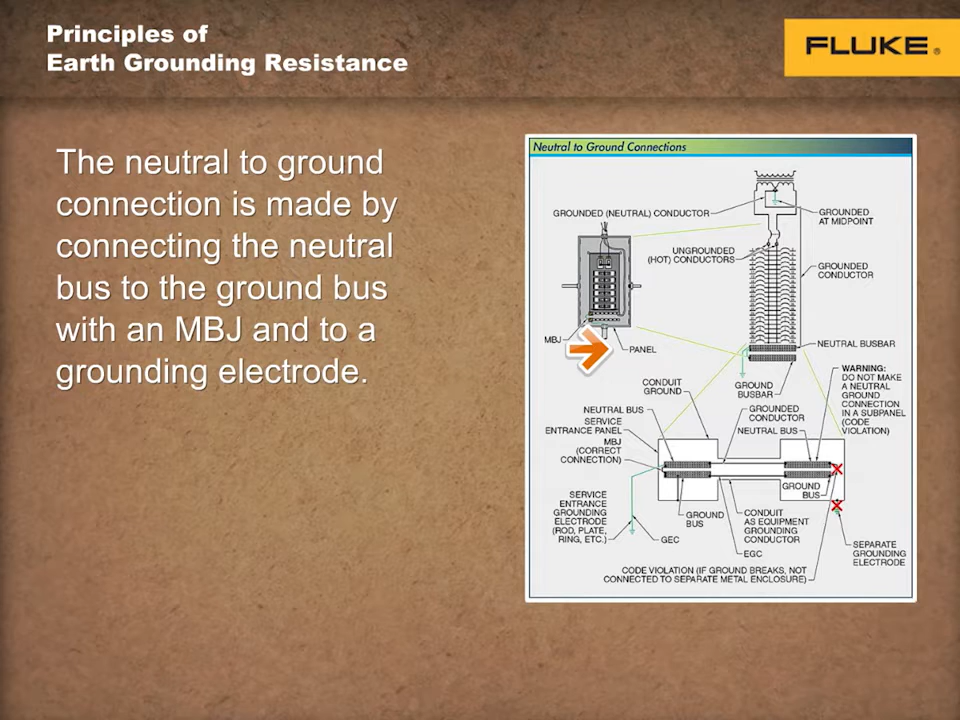 Principles of
Earth Grounding Resistance
FLUKE®
The neutral to ground
connection is made by
connecting the neutral
bus to the ground bus
with an MBJ and to a
grounding electrode.
Neutral to Ground Connections
GROUNDED (NEUTRAL) CONDUCTOR
GROUNDED
AT MIDPOINT
UNGROUNDED
(HOT) CONDUCTORS
GROUNDED
CONDUCTOR
MBJ
PANEL
NEUTRAL BUSBAR
GROUND
BUSBAR
WARNING:
DO NOT MAKE
A NEUTRAL
GROUND
CONNECTION
IN A SUBPANEL
(CODE
VIOLATION)
CONDUIT
GROUND
NEUTRAL BUS
GROUNDED
CONDUCTOR
SERVICE
ENTRANCE PANEL
NEUTRAL BUS
MBJ
(CORRECT
CONNECTION)
GROUND
BUS
SERVICE
ENTRANCE
GROUNDING
ELECTRODE
(ROD, PLATE,
RING, ETC.)
GEC
GROUND
BUS
CONDUIT
AS EQUIPMENT
GROUNDING
CONDUCTOR
EGC
SEPARATE
GROUNDING
ELECTRODE
CODE VIOLATION (IF GROUND BREAKS, NOT
CONNECTED TO SEPARATE METAL ENCLOSURE)